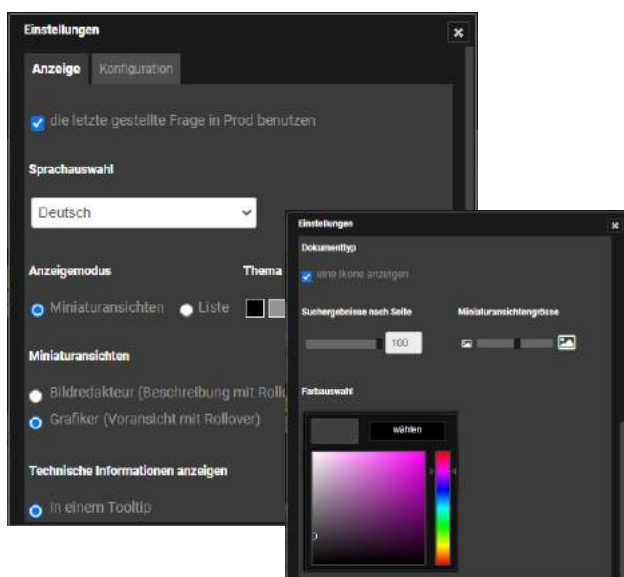 Einstellungen
Anzeige Konfiguration
die letzte gestellte Frage in Prod benutzen
Sprachauswahl
Deutsch
Anzeigemodus Thema
Miniaturansichten Liste
Miniaturansichten
Bildredakteur (Beschreibung mit
Grafiker (Voransicht mit Rollover)
Technische Informationen anzeigen
In einem Tooltip
Einstellungen
Dokumenttyp
eine Ikone anzeigen
Suchergebnisse nach Seite Miniaturansichtengrösse
100
Farbauswahl
wählen